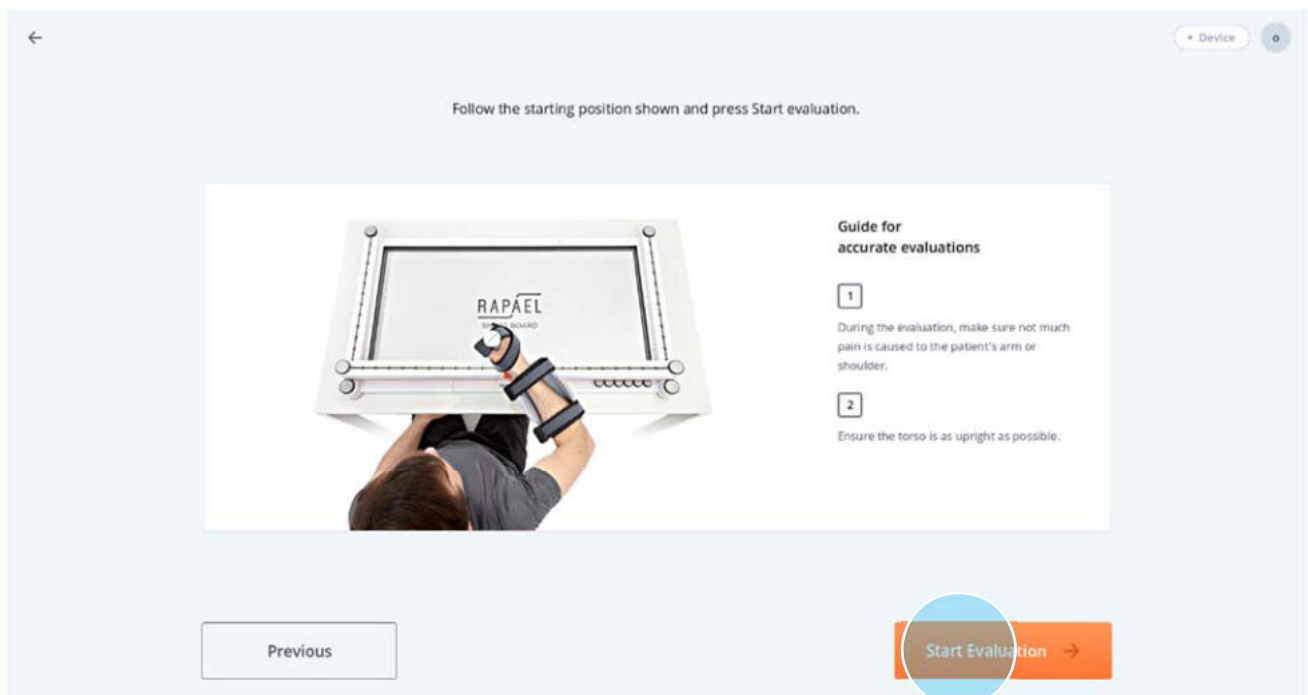 Device
o
Follow the starting position shown and press Start evaluation.
RAPAEL
BOARD
Guide for
accurate evaluations
1
During the evaluation, make sure not much
pain is caused to the patient's arm or
shoulder.
2
Ensure the torso is as upright as possible.
Previous
Start Evaluation